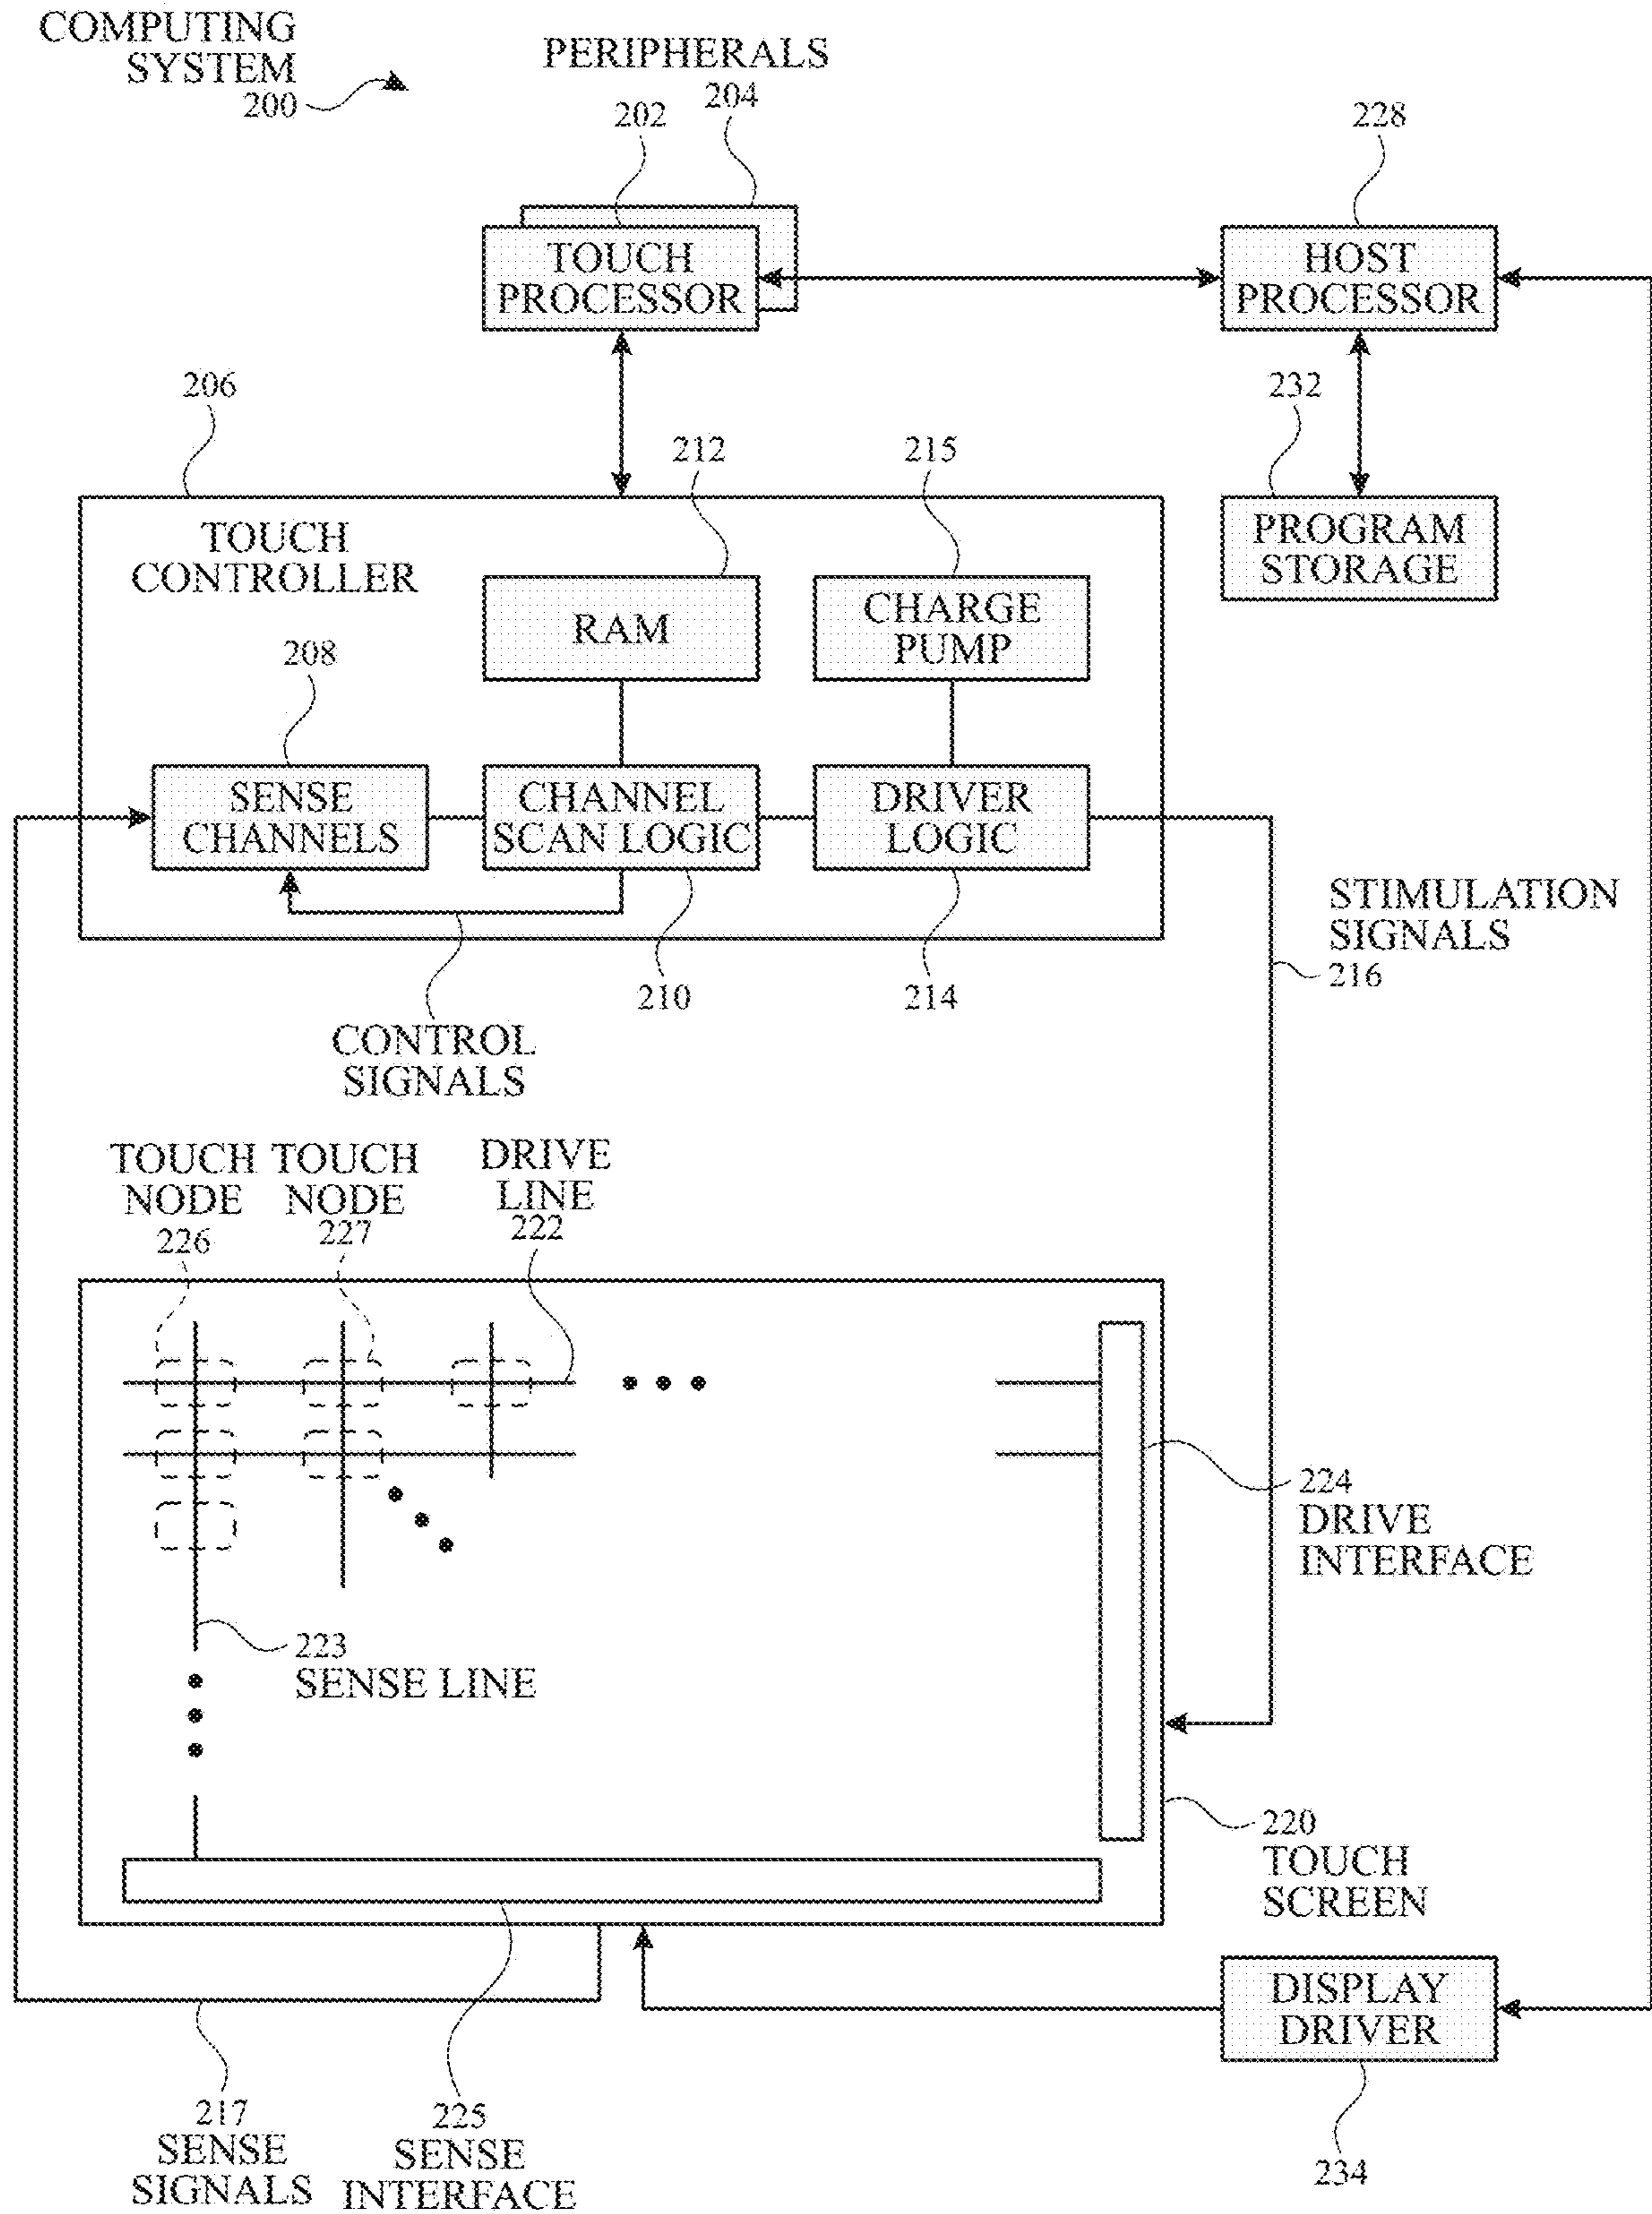 COMPUTING
SYSTEM
200
PERIPHERALS
204
202
228
TOUCH
PROCESSOR
HOST
PROCESSOR
206
212
215
232
TOUCH
CONTROLLER
PROGRAM
STORAGE
RAM
CHARGE
PUMP
208
SENSE
CHANNELS
CHANNEL
SCAN LOGIC
DRIVER
LOGIC
STIMULATION
SIGNALS
216
210
214
CONTROL
SIGNALS
TOUCH
NODE
226
TOUCH
NODE
227
DRIVE
LINE
222
224
DRIVE
INTERFACE
223
SENSE LINE
220
TOUCH
SCREEN
DISPLAY
DRIVER
217
SENSE
SIGNALS
225
SENSE
INTERFACE
234